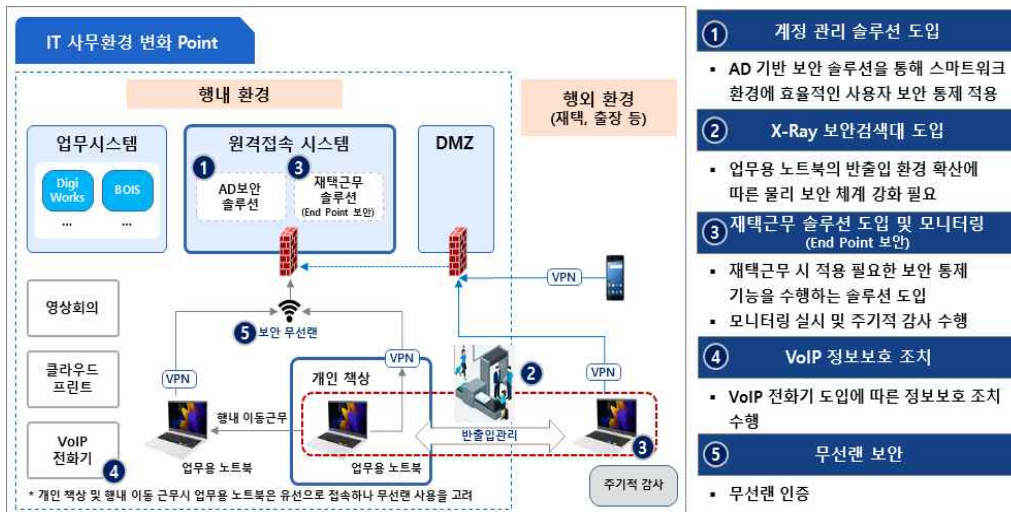 IT 사무환경 변화 Point
행내 환경
행외 환경
(재택, 출장 등)
업무시스템
Digi
Works
BOIS
...
...
원격접속 시스템
1
AD보안
솔루션
3
재택근무
솔루션
(End Point 보안)
DMZ
VPN
영상회의
클라우드
프린트
VoIP
전화기
4
5 보안 무선랜
VPN
VPN
VPN
개인 책상
2
행내 이동근무
반출입관리
3
업무용 노트북
업무용 노트북
주기적 감사
* 개인 책상 및 행내 이동 근무시 업무용 노트북은 유선으로 접속하나 무선랜 사용을 고려
1 계정 관리 솔루션 도입
▪ AD 기반 보안 솔루션을 통해 스마트워크
환경에 효율적인 사용자 보안 통제 적용
2 X-Ray 보안검색대 도입
▪ 업무용 노트북의 반출입 환경 확산에
따른 물리 보안 체계 강화 필요
3 재택근무 솔루션 도입 및 모니터링
(End Point 보안)
▪ 재택근무 시 적용 필요한 보안 통제
기능을 수행하는 솔루션 도입
▪ 모니터링 실시 및 주기적 감사 수행
4 VoIP 정보보호 조치
▪ VoIP 전화기 도입에 따른 정보보호 조치
수행
5 무선랜 보안
▪ 무선랜 인증